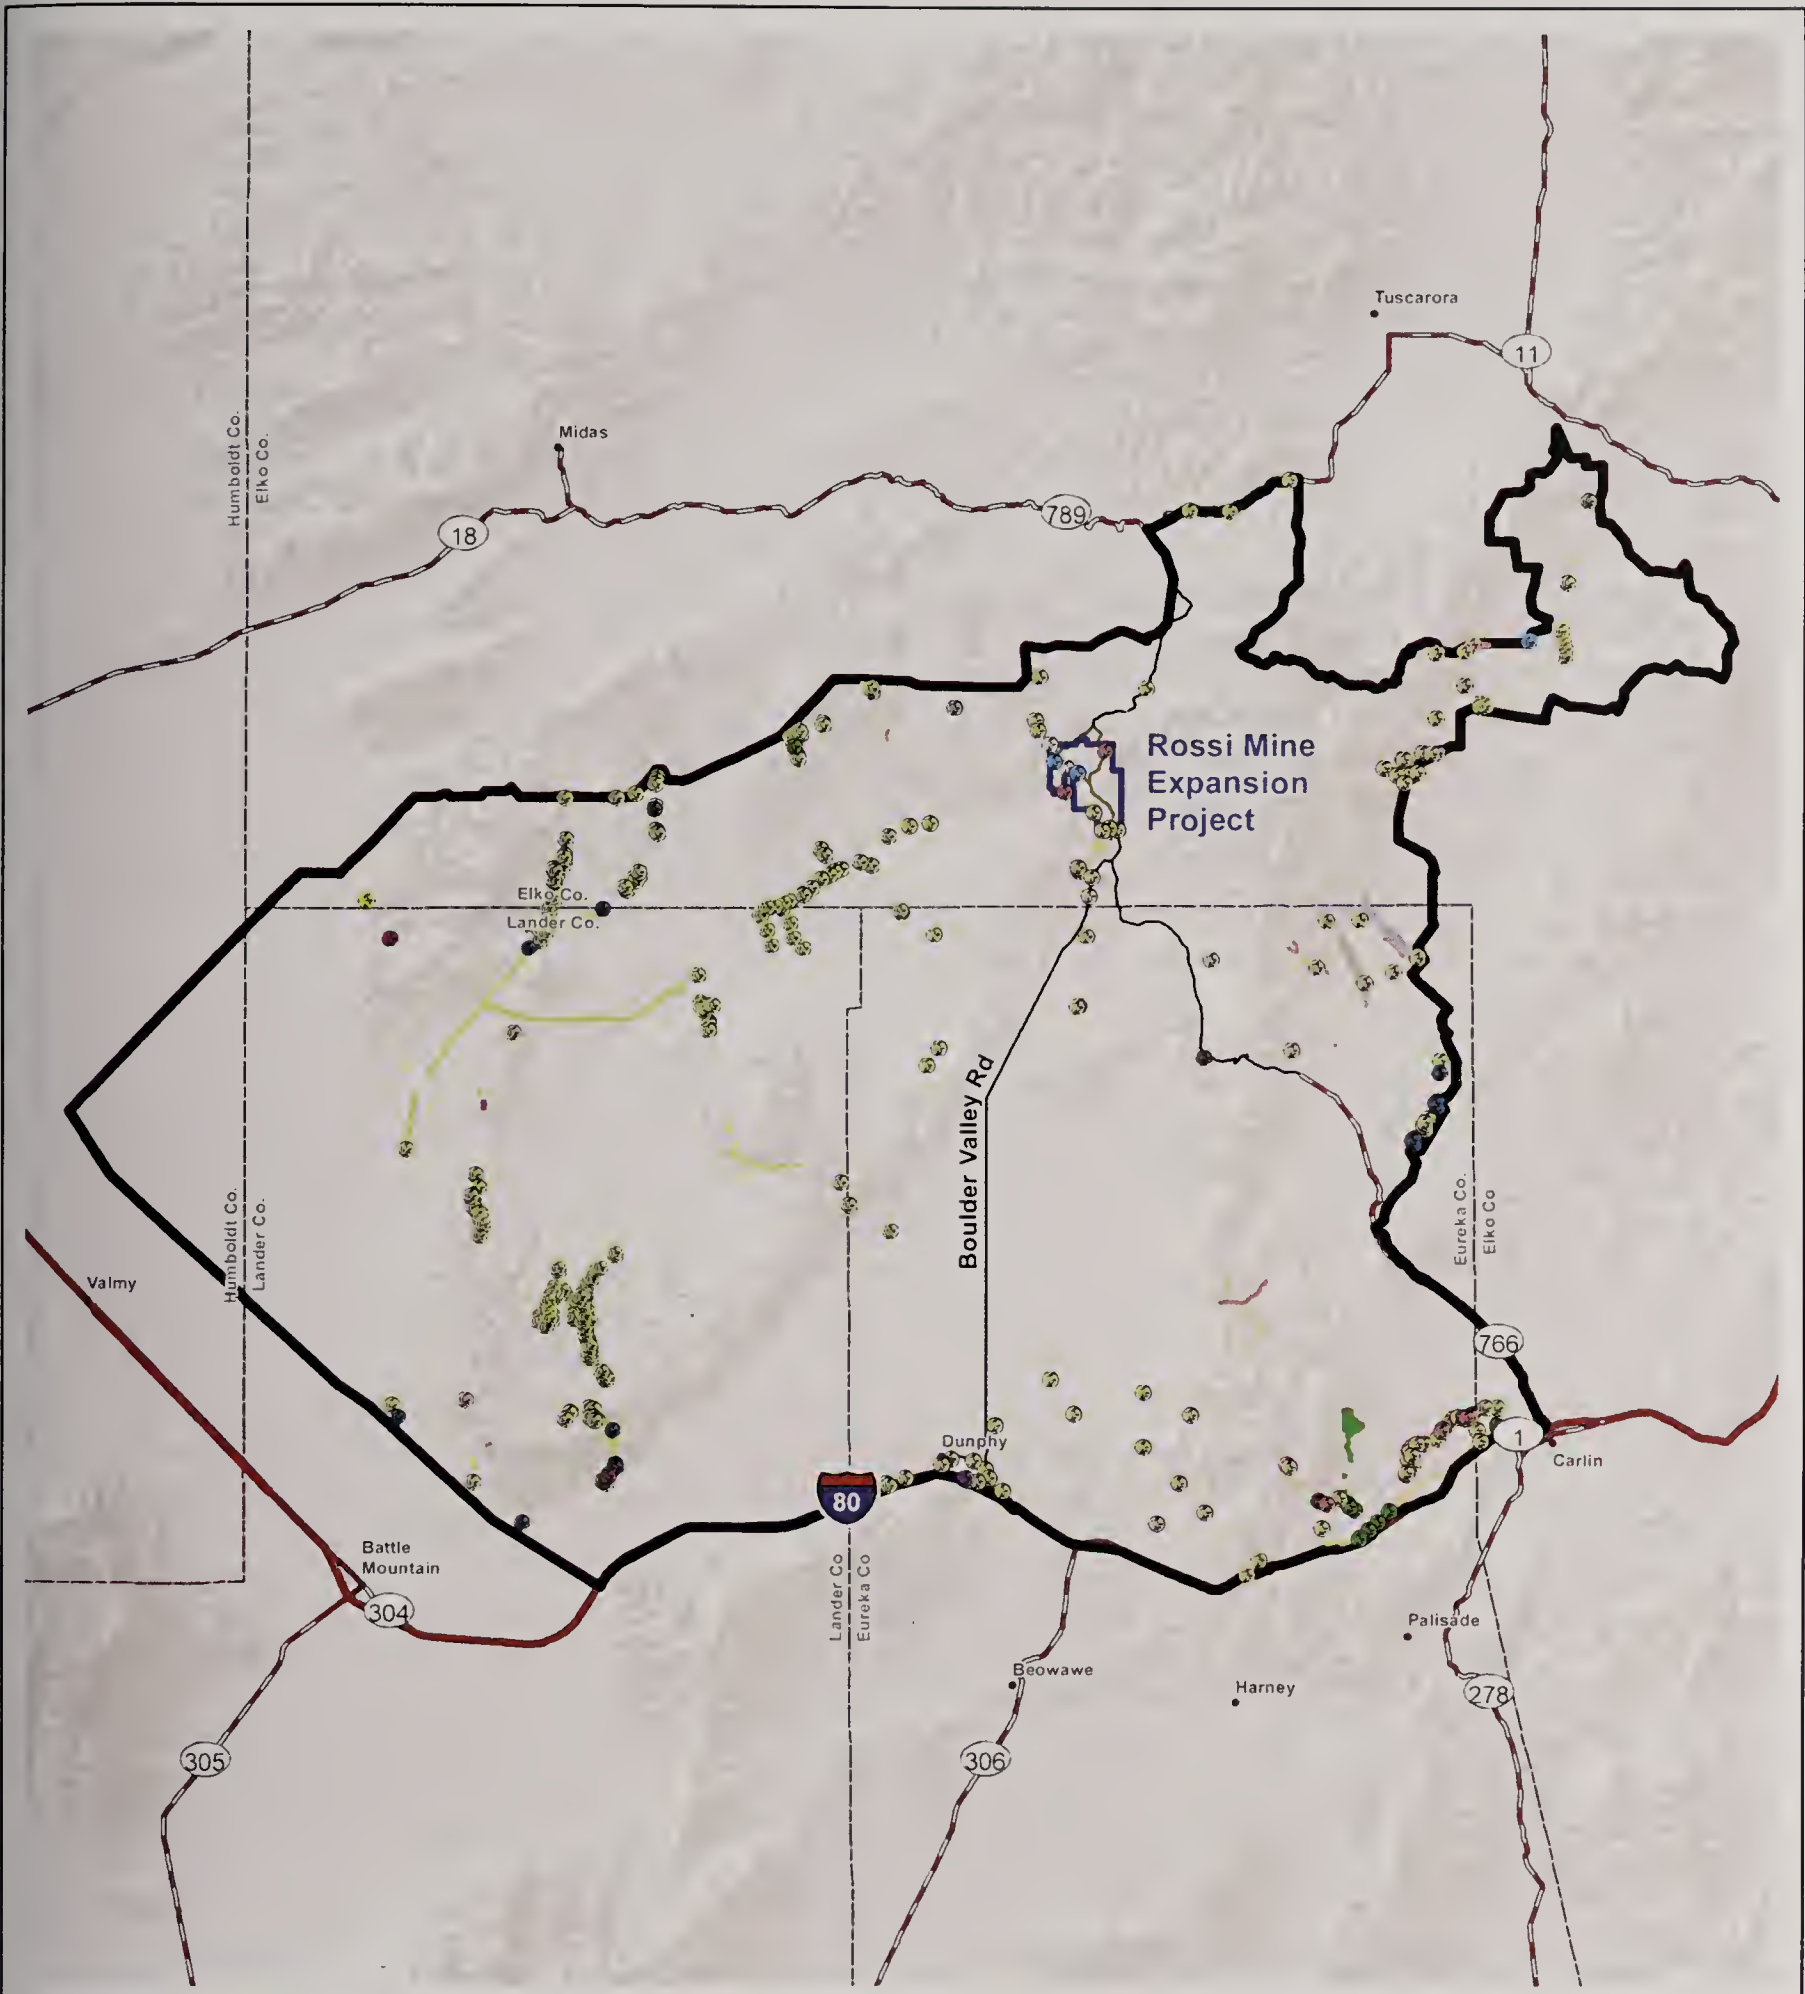 Tuscarora
11
Midas
Humboldt Co.
Elko Co.
18
789
Rossi Mine
Expansion
Project
Elko Co.
Lander Co.
Boulder Valley Rd
Humboldt Co.
Lander Co.
Eureka Co.
Elko Co
Valmy
766
Dunphy
1
Carlin
80
Battle
Mountain
304
Lander Co
Eureka Co
Palisade
Beowawe
Harney
278
305
306